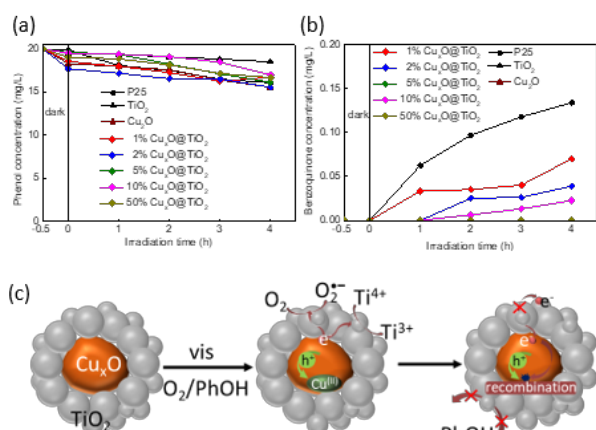 (a)
Phenol concentration (mg/L)
20
15
10
5
0
dark
P25
TiO₂
Cu₂O
1% CuₓO@TiO₂
2% CuₓO@TiO₂
5% CuₓO@TiO₂
10% CuₓO@TiO₂
50% CuₓO@TiO₂
-0.5 0 1 2 3 4
Irradiation time (h)
(b)
Benzoquinone concentration (mg/L)
0.20
0.15
0.10
0.05
0.00
dark
1% CuₓO@TiO₂
2% CuₓO@TiO₂
5% CuₓO@TiO₂
10% CuₓO@TiO₂
50% CuₓO@TiO₂
P25
TiO₂
Cu₂O
-0.5 0 1 2 3 4
Irradiation time (h)
(c)
CuₓO
TiO₂
vis
O₂/PhOH
O₂
O₂•−
Ti⁴⁺
Ti³⁺
e⁻
h⁺
Cu(II)
e⁻
e⁻
h⁺
recombination